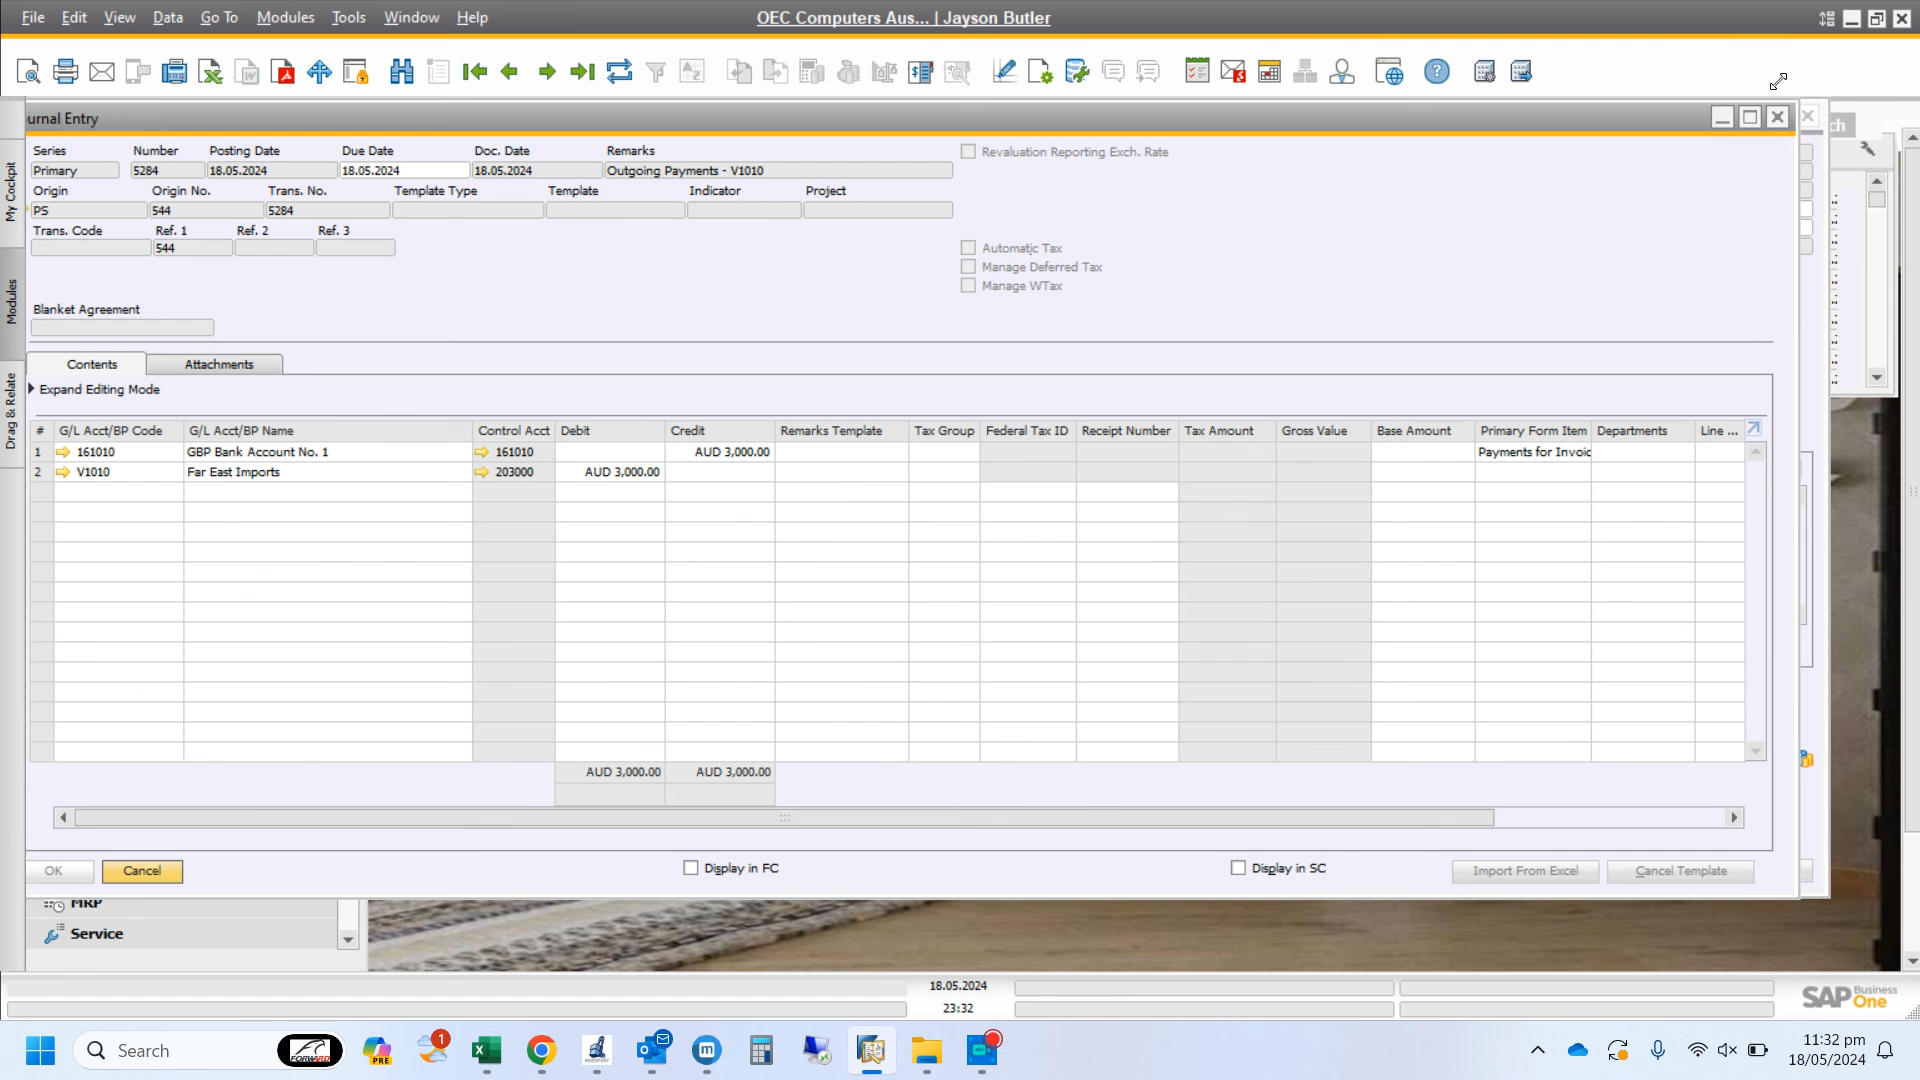 File Edit View Data Go To Modules Tools Window Help
OEC Computers Aus... | Jayson Butler
urnal Entry
Series Number Posting Date Due Date Doc. Date Remarks
Primary 5284 18.05.2024 18.05.2024 18.05.2024 Outgoing Payments - V1010
Revaluation Reporting Exch. Rate
Origin Origin No. Trans. No. Template Type Template Indicator Project
PS 544 5284
Trans. Code Ref. 1 Ref. 2 Ref. 3
544
Automatic Tax
Manage Deferred Tax
Manage WTax
Blanket Agreement
Contents Attachments
Expand Editing Mode
# G/L Acct/BP Code G/L Acct/BP Name Control Acct Debit Credit Remarks Template Tax Group Federal Tax ID Receipt Number Tax Amount Gross Value Base Amount Primary Form Item Departments Line ...
1 161010 GBP Bank Account No. 1 161010 AUD 3,000.00 Payments for Invoic
2 V1010 Far East Imports 203000 AUD 3,000.00
AUD 3,000.00 AUD 3,000.00
OK Cancel Display in FC Display in SC Import From Excel Cancel Template
My Cockpit
Modules
Drag & Relate
ch
MRP
Service
18.05.2024
23:32
SAP Business One
Search
FORWARD
PRE
1
INVENTORY
m
11:32 pm
18/05/2024